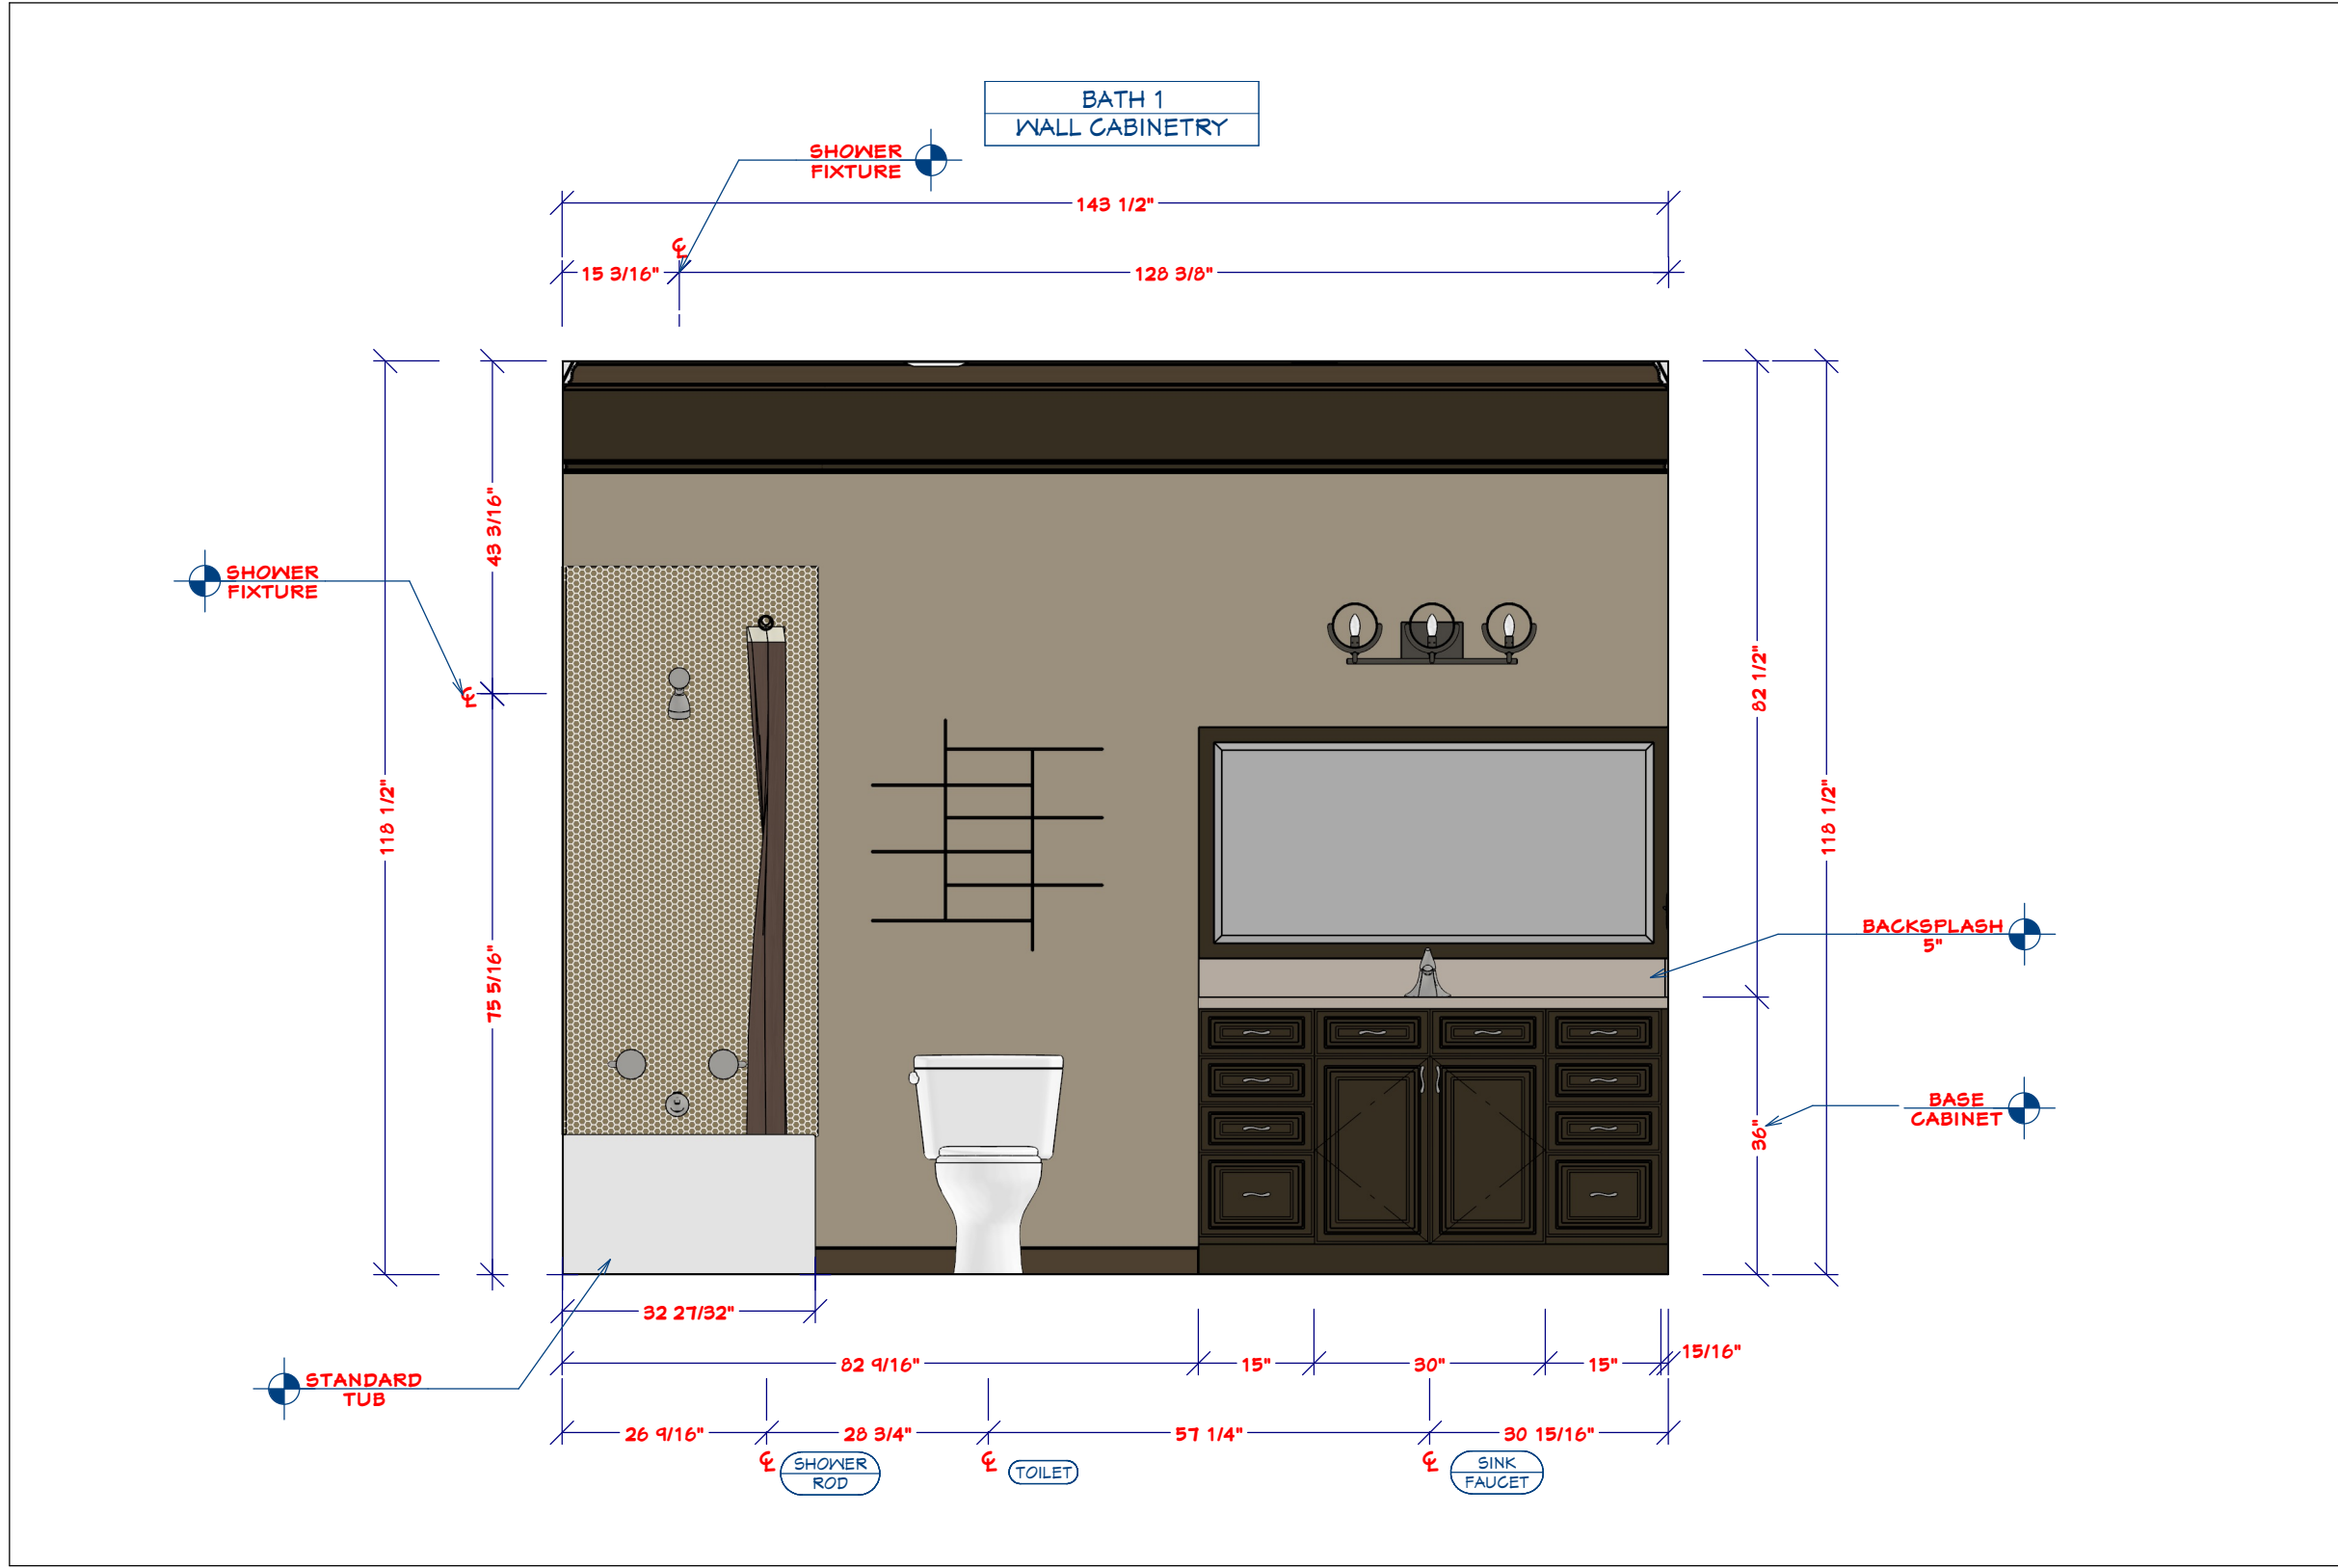 BATH 1
WALL CABINETRY
SHOWER
FIXTURE
143 1/2"
℄
15 3/16"
128 3/8"
43 3/16"
SHOWER
FIXTURE
℄
82 1/2"
118 1/2"
118 1/2"
BACKSPLASH
5"
75 5/16"
BASE
CABINET
36"
32 27/32"
15/16"
82 9/16"
15"
30"
15"
STANDARD
TUB
26 9/16"
28 3/4"
57 1/4"
30 15/16"
℄
SHOWER
ROD
℄
TOILET
℄
SINK
FAUCET